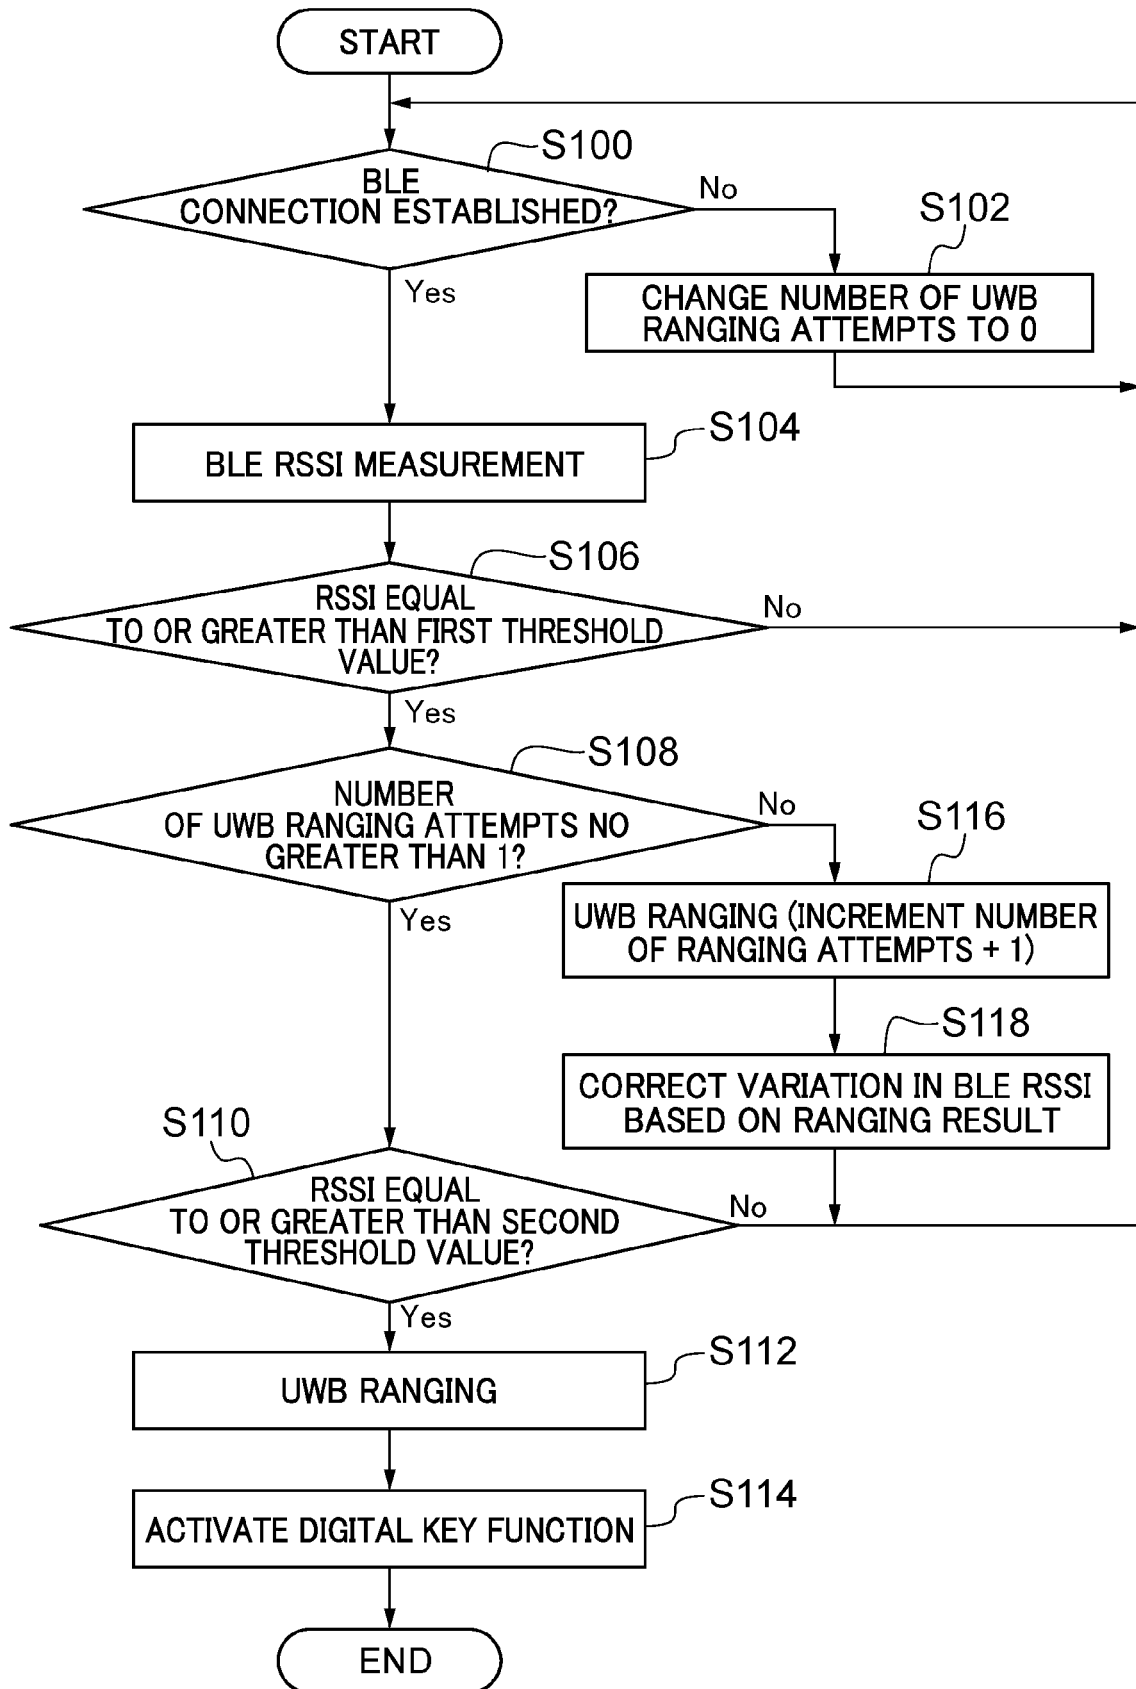 START
S100
BLE
CONNECTION ESTABLISHED?
No
S102
Yes
CHANGE NUMBER OF UWB
RANGING ATTEMPTS TO 0
S104
BLE RSSI MEASUREMENT
S106
RSSI EQUAL
TO OR GREATER THAN FIRST THRESHOLD
VALUE?
No
Yes
S108
NUMBER
OF UWB RANGING ATTEMPTS NO
GREATER THAN 1?
No
S116
Yes
UWB RANGING (INCREMENT NUMBER
OF RANGING ATTEMPTS + 1)
S118
CORRECT VARIATION IN BLE RSSI
BASED ON RANGING RESULT
S110
RSSI EQUAL
TO OR GREATER THAN SECOND
THRESHOLD VALUE?
No
Yes
S112
UWB RANGING
S114
ACTIVATE DIGITAL KEY FUNCTION
END